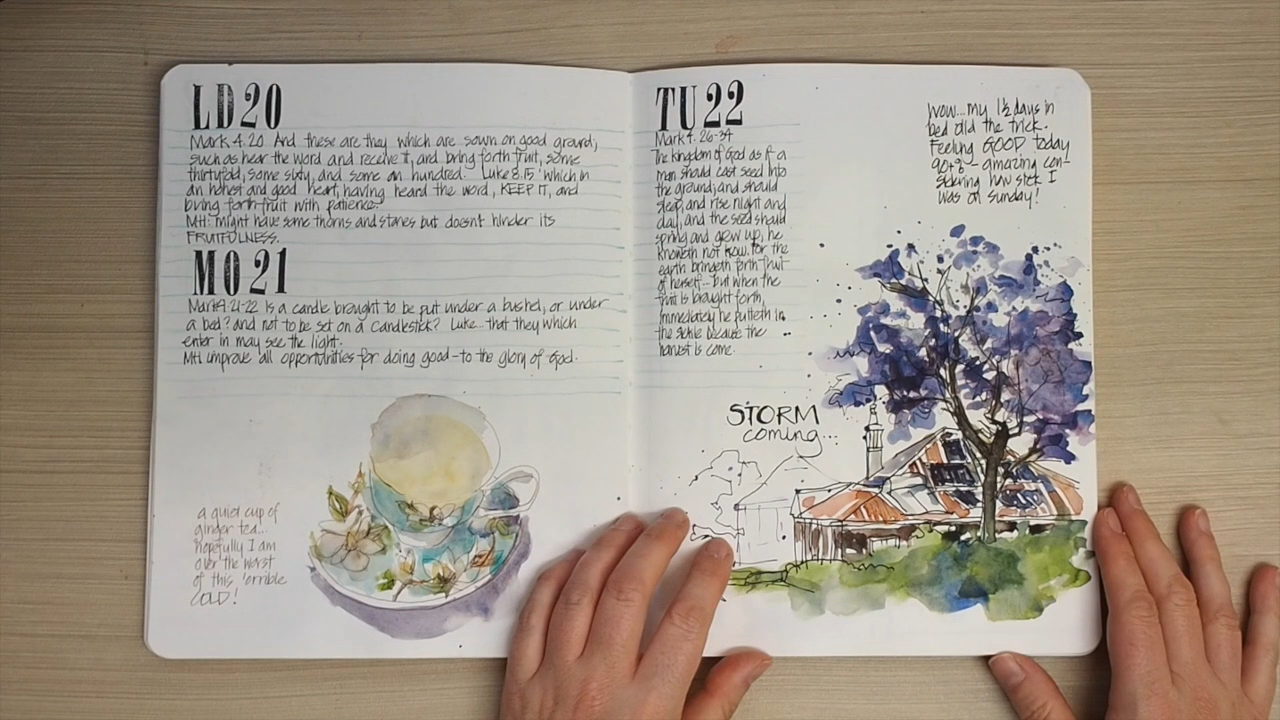 LD 20
Mark 4. 20 And these are they which are sown on good ground;
such as hear the word and receive it, and bring forth fruit, some
thirtyfold, some sixty, and some an hundred. Luke 8.15 which in
an honest and good heart, having heard the word, KEEP IT, and
bring forth fruit with patience.
MH: might have some thorns and stones but doesn't hinder its
FRUITFULNESS.
MO 21
Mark 4. 21-22 Is a candle brought to be put under a bushel, or under
a bed? and not to be set on a candlestick? Luke... that they which
enter in may see the light.
MH: improve all opportunities for doing good - to the glory of God.
a quiet cup of
ginger tea...
hopefully I am
over the worst
of this 'orrible
COLD!
TU 22
Mark 4. 26-34
The kingdom of God as if a
man should cast seed into
the ground; and should
sleep, and rise night and
day, and the seed should
spring and grow up, he
knoweth not how. For the
earth bringeth forth fruit
of herself... but when the
fruit is brought forth,
immediately he putteth in
the sickle because the
harvest is come.
Wow... my 1½ days in
bed did the trick.
Feeling GOOD today
90+% - amazing con-
sidering how sick I
was on Sunday!
STORM
coming...